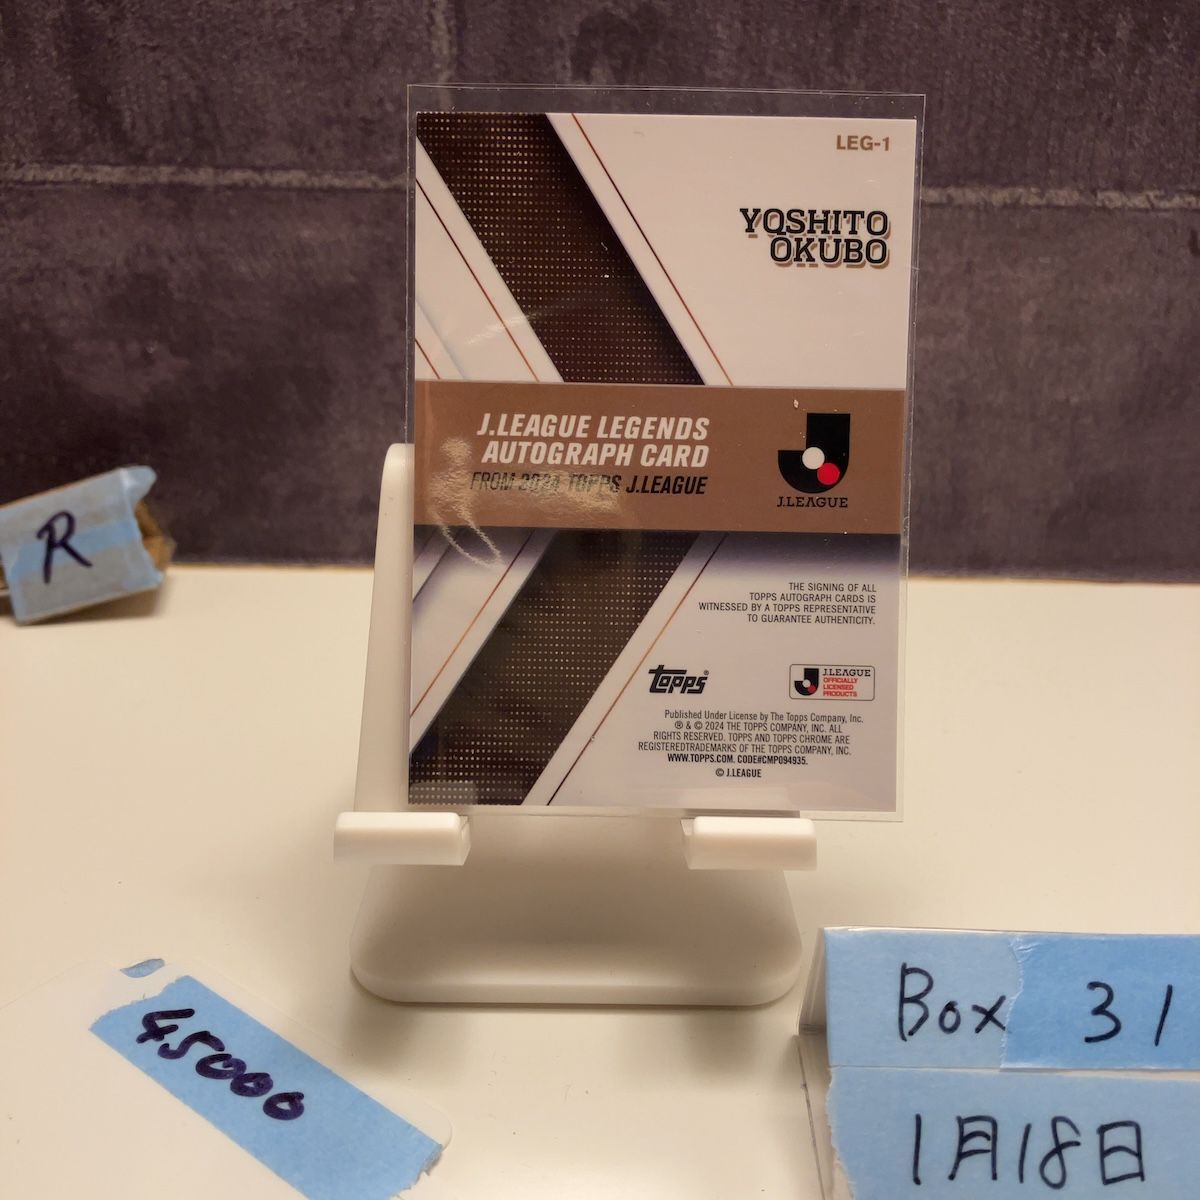 LEG-1
YOSHITO
OKUBO
J.LEAGUE LEGENDS
AUTOGRAPH CARD
FROM 2024 TOPPS J.LEAGUE
J.LEAGUE
THE SIGNING OF ALL
TOPPS AUTOGRAPH CARDS IS
WITNESSED BY A TOPPS REPRESENTATIVE
TO GUARANTEE AUTHENTICITY.
topps®
J.LEAGUE
OFFICIALLY
LICENSED
PRODUCTS
Published Under License by The Topps Company, Inc.
® & © 2024 THE TOPPS COMPANY, INC. ALL
RIGHTS RESERVED. TOPPS AND TOPPS CHROME ARE
REGISTEREDTRADEMARKS OF THE TOPPS COMPANY, INC.
WWW.TOPPS.COM. CODE#CMP094935.
© J.LEAGUE
R
45000
Box 31
1月18日